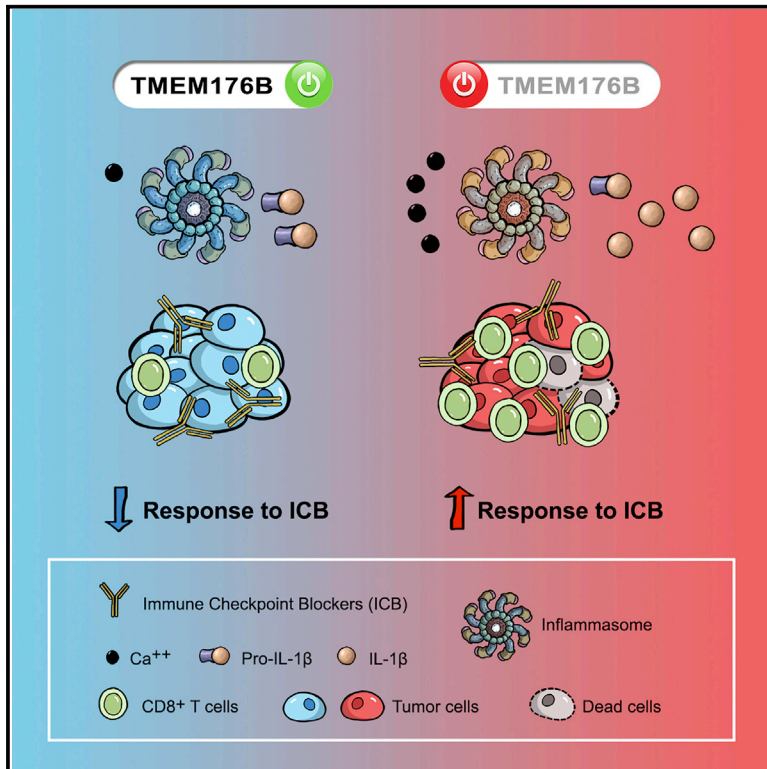 TMEM176B
TMEM176B
Response to ICB
Response to ICB
Immune Checkpoint Blockers (ICB)
Inflammasome
Ca⁺⁺
Pro-IL-1β
IL-1β
CD8⁺ T cells
Tumor cells
Dead cells